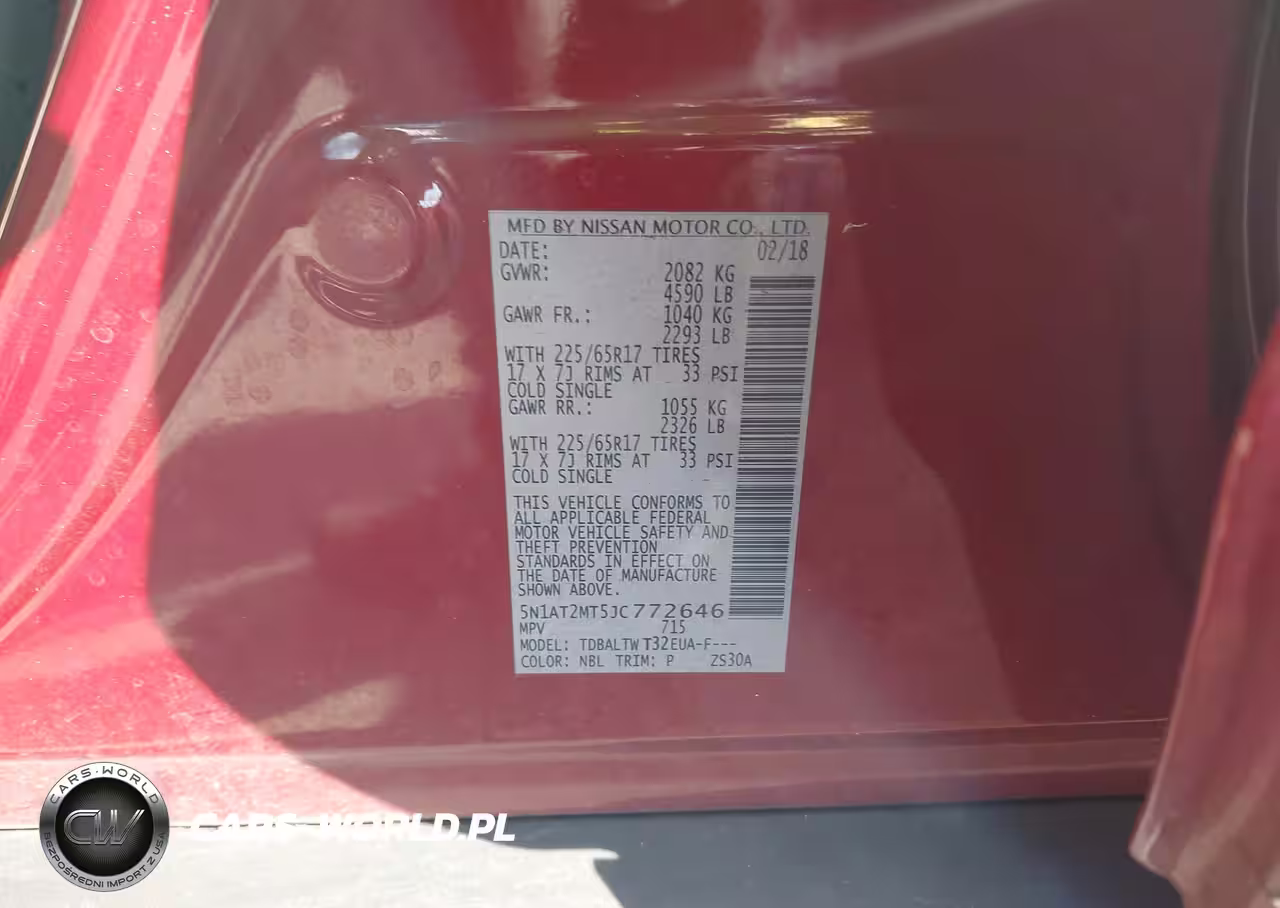 MFD BY NISSAN MOTOR CO., LTD.
DATE: 02/18
GVWR: 2082 KG
4590 LB
GAWR FR.: 1040 KG
2293 LB
WITH 225/65R17 TIRES
17 X 7J RIMS AT 33 PSI
COLD SINGLE
GAWR RR.: 1055 KG
2326 LB
WITH 225/65R17 TIRES
17 X 7J RIMS AT 33 PSI
COLD SINGLE
THIS VEHICLE CONFORMS TO
ALL APPLICABLE FEDERAL
MOTOR VEHICLE SAFETY AND
THEFT PREVENTION
STANDARDS IN EFFECT ON
THE DATE OF MANUFACTURE
SHOWN ABOVE.
5N1AT2MT5JC772646
MPV 715
MODEL: TDBALTW T32EUA-F---
COLOR: NBL TRIM: P ZS30A
CARS-WORLD
CW
BEZPOŚREDNI IMPORT Z USA
CARS-WORLD.PL